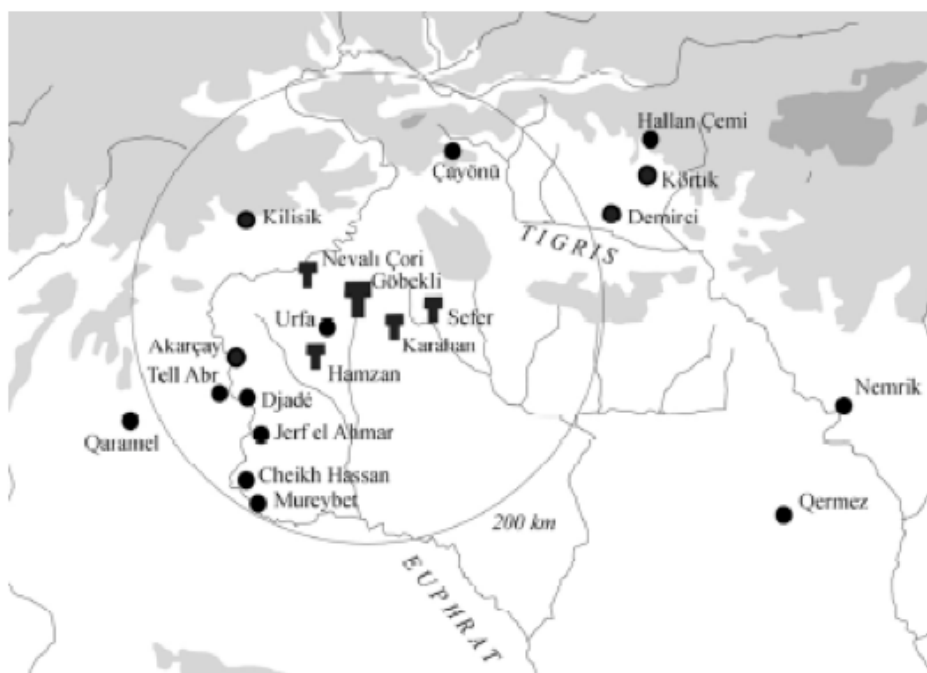 Hallan Çemi
Çayönü
Körtik
Kilisik
Demirci
TIGRIS
Nevalı Çori
Göbekli
Urfa
Sefer
Karahan
Akarçay
Hamzan
Tell Abr
Djadé
Nemrik
Qaramel
Jerf el Ahmar
Cheikh Hassan
Mureybet
Qermez
200 km
EUPHRAT